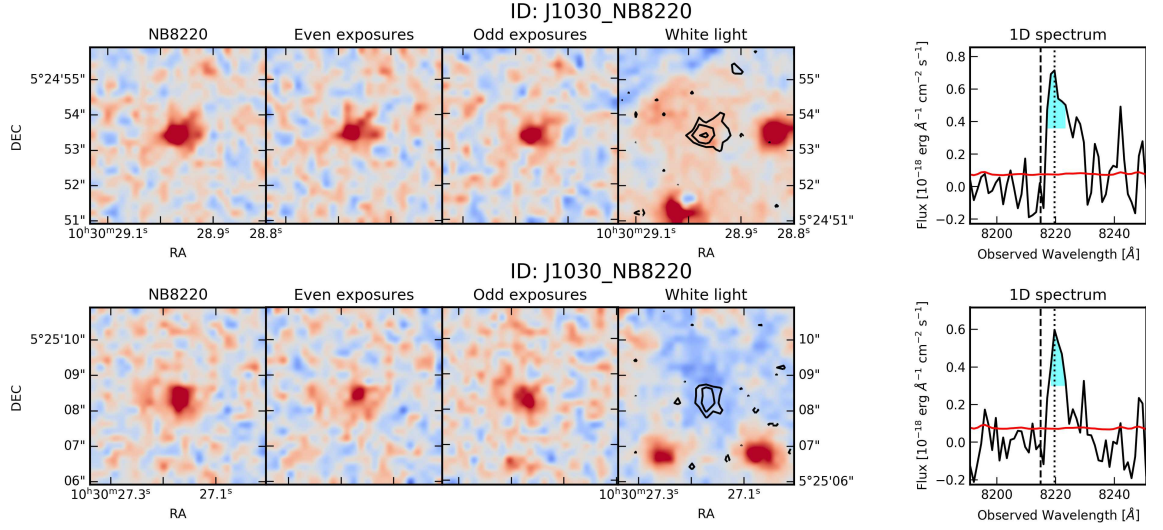 ID: J1030_NB8220
NB8220 Even exposures Odd exposures White light 1D spectrum
5°24'55" 55" 0.8
54" 54" 0.6
0.4
DEC 53" 53" 0.2
52" 52" 0.0
51" 5°24'51" −0.2
10ʰ30ᵐ29.1ˢ 28.9ˢ 28.8ˢ 10ʰ30ᵐ29.1ˢ 28.9ˢ 28.8ˢ 8200 8220 8240
RA RA Observed Wavelength [Å]
Flux [10⁻¹⁸ erg Å⁻¹ cm⁻² s⁻¹]
ID: J1030_NB8220
NB8220 Even exposures Odd exposures White light 1D spectrum
5°25'10" 10" 0.6
09" 09" 0.4
DEC 08" 08" 0.2
07" 07" 0.0
06" 5°25'06" −0.2
10ʰ30ᵐ27.3ˢ 27.1ˢ 10ʰ30ᵐ27.3ˢ 27.1ˢ 8200 8220 8240
RA RA Observed Wavelength [Å]
Flux [10⁻¹⁸ erg Å⁻¹ cm⁻² s⁻¹]